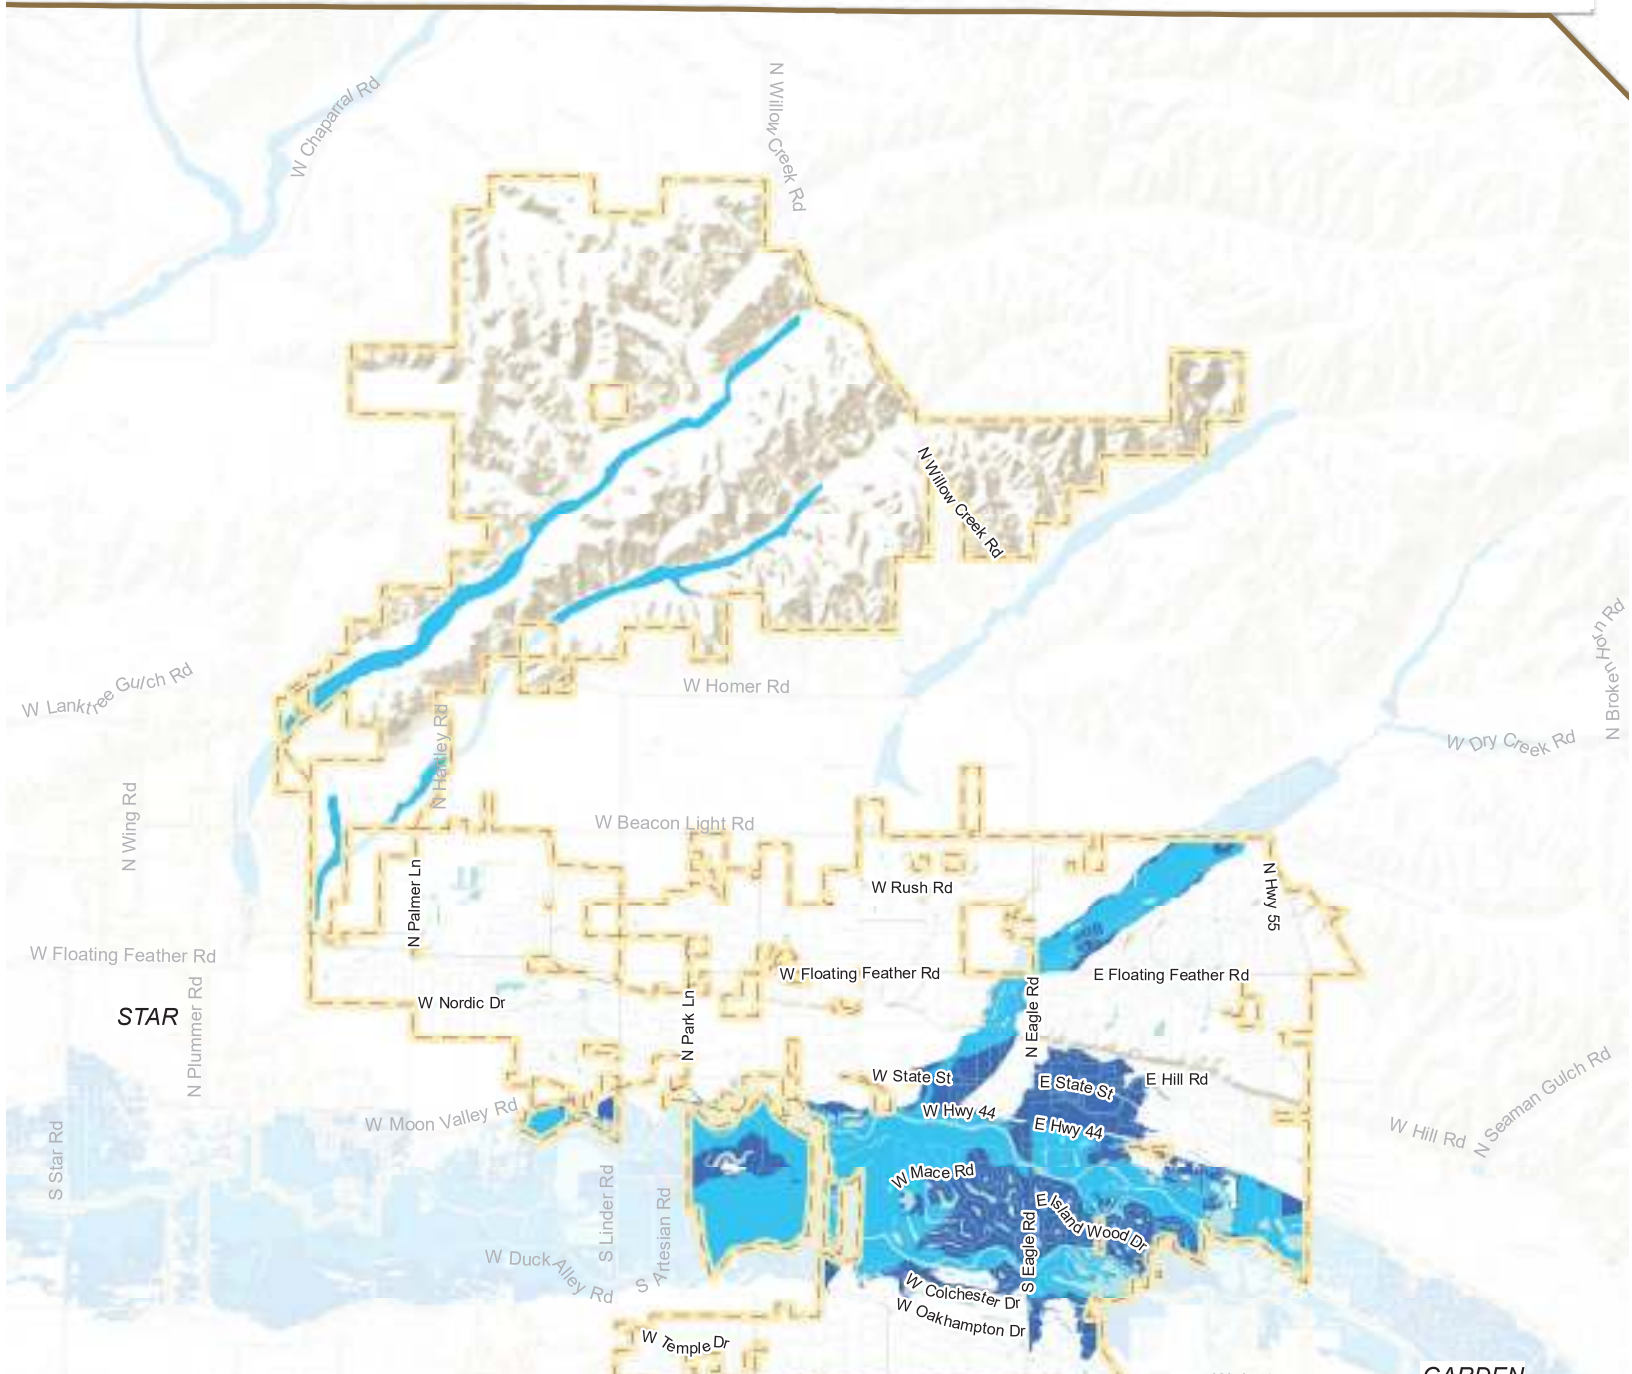 W Chaparral Rd
N Willow Creek Rd
N Willow Creek Rd
W Lanktree Gulch Rd
W Homer Rd
N Hartley Rd
N Broken Horn Rd
W Dry Creek Rd
N Wing Rd
W Beacon Light Rd
N Palmer Ln
W Rush Rd
N Hwy 55
W Floating Feather Rd
W Floating Feather Rd
E Floating Feather Rd
W Nordic Dr
STAR
N Plummer Rd
N Park Ln
N Eagle Rd
W State St
E State St
E Hill Rd
W Hwy 44
E Hwy 44
W Moon Valley Rd
W Hill Rd
N Seaman Gulch Rd
S Star Rd
S Linder Rd
S Artesian Rd
W Mace Rd
E Island Wood Dr
S Eagle Rd
W Duck Alley Rd
W Colchester Dr
W Oakhampton Dr
W Temple Dr
GARDEN